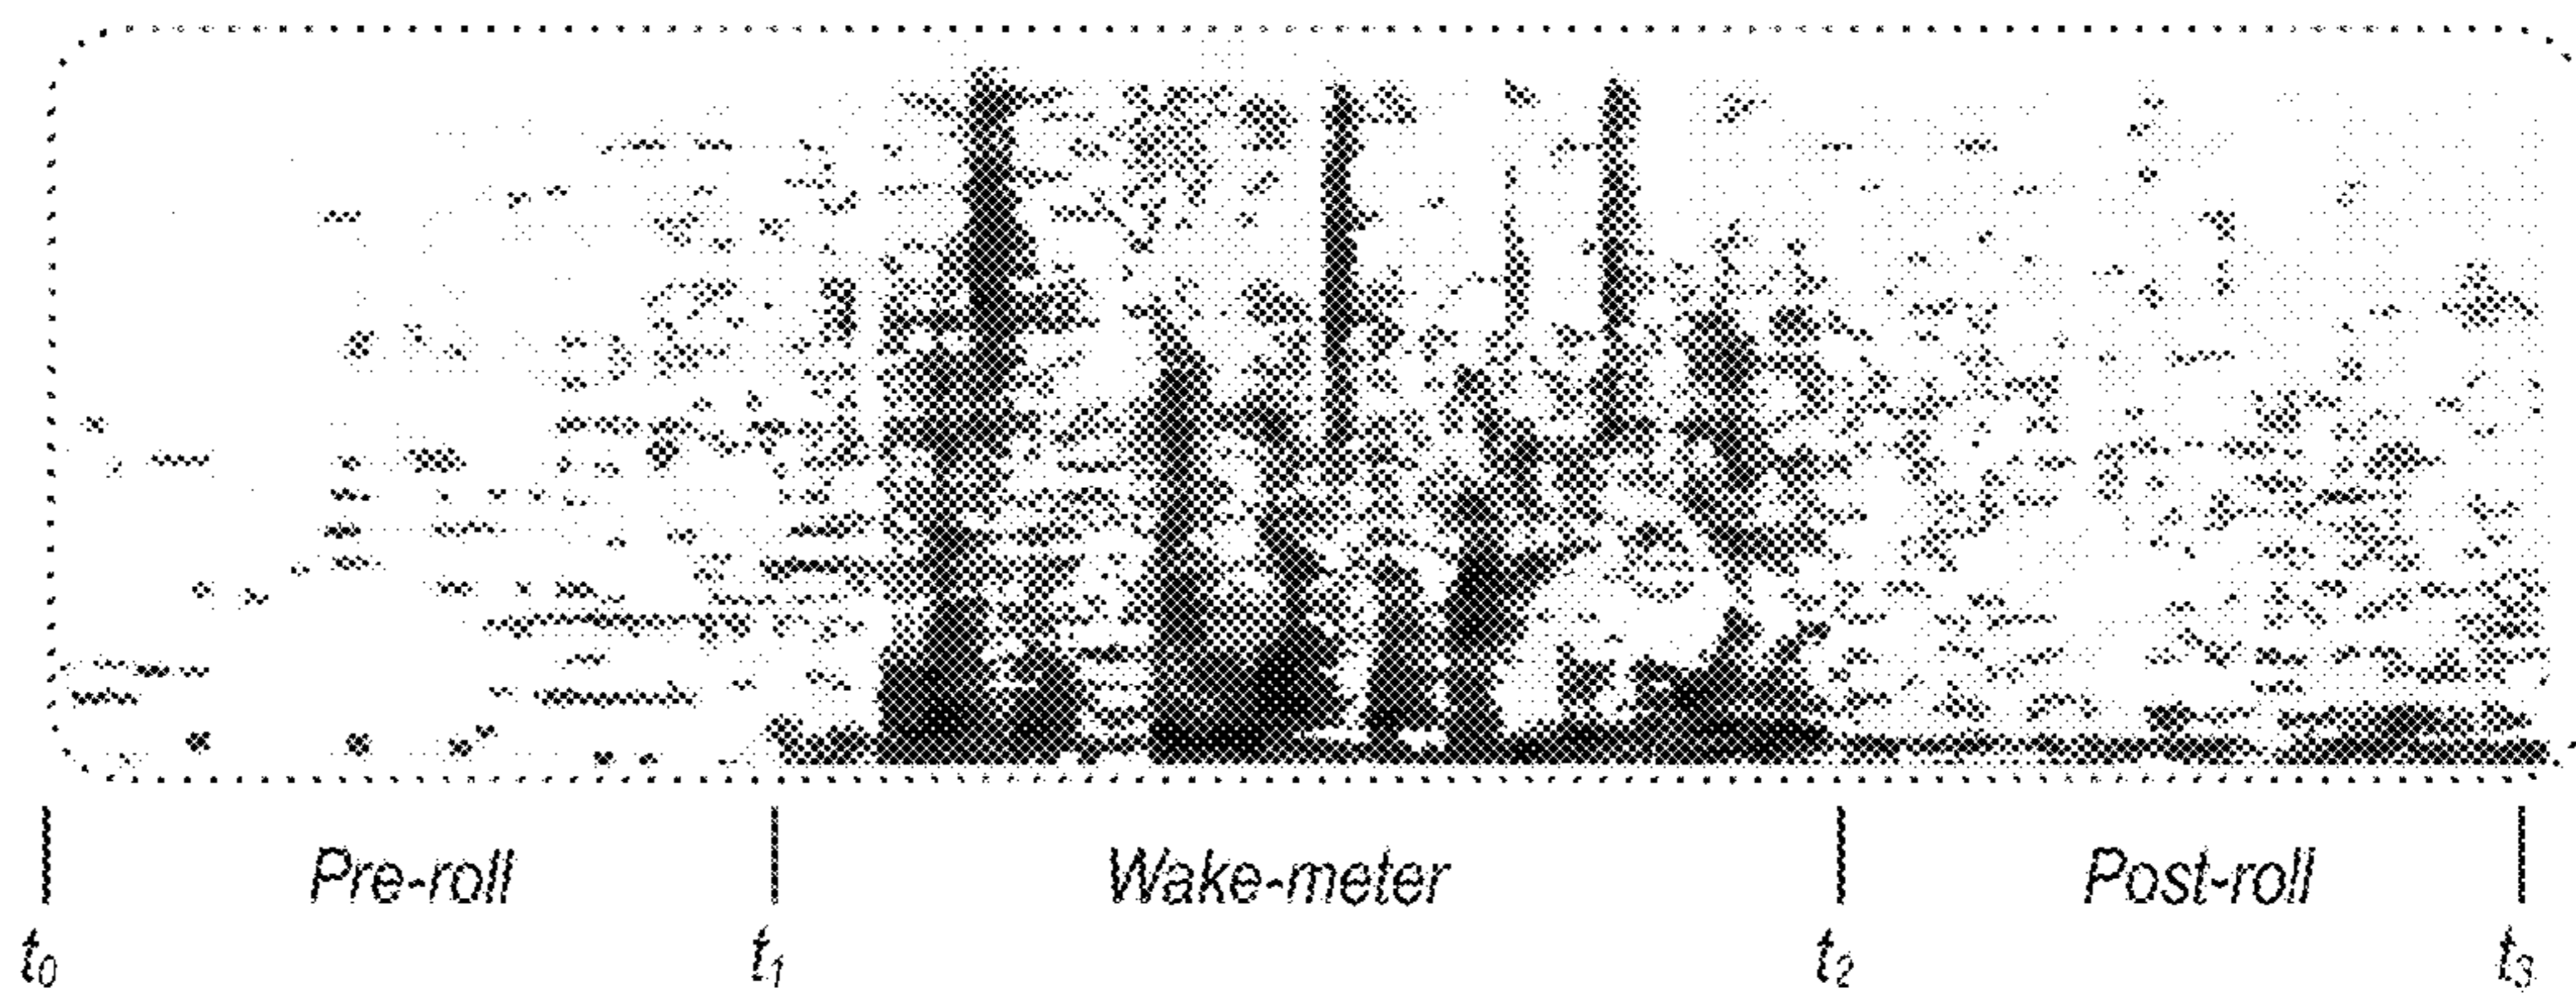 Pre-roll Wake-meter Post-roll
t₀ t₁ t₂ t₃